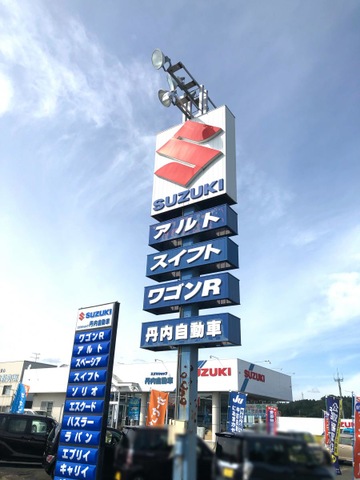 SUZUKI
アルト
スイフト
ワゴンR
丹内自動車
SUZUKI
丹内自動車
ワゴンR
アルト
スペーシア
スイフト
ソリオ
エスクード
ハスラー
ラパン
エブリイ
キャリイ
丹内自動車
SUZUKI
SUZUKI